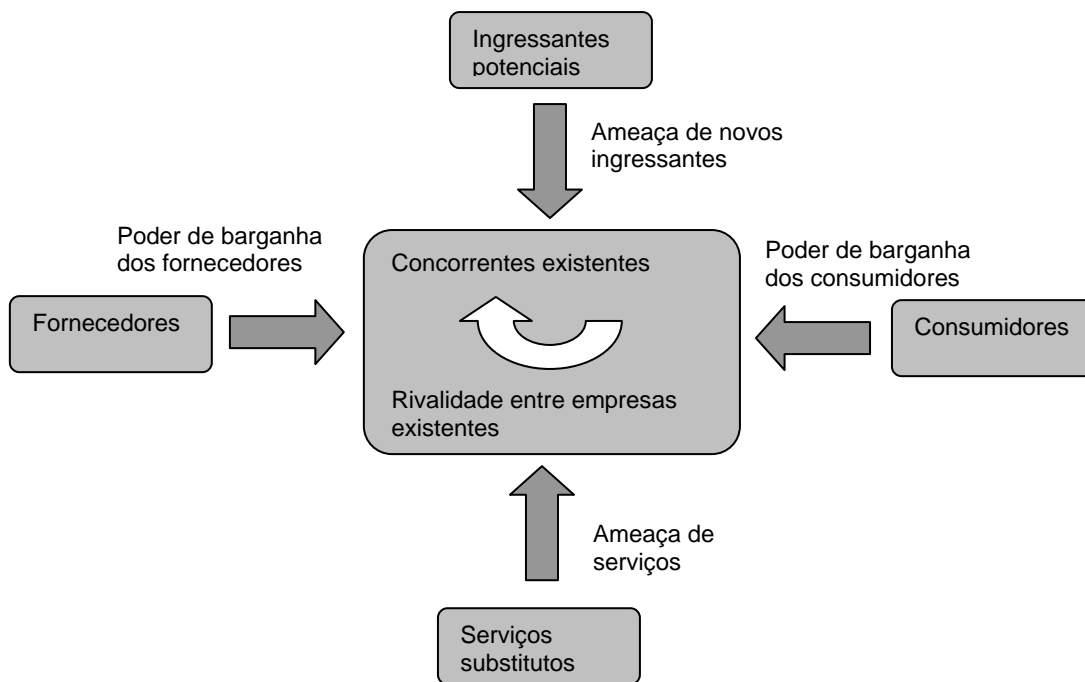 Ingressantes
potenciais
Ameaça de novos
ingressantes
Poder de barganha
dos fornecedores
Concorrentes existentes
Poder de barganha
dos consumidores
Fornecedores
Consumidores
Rivalidade entre empresas
existentes
Ameaça de
serviços
Serviços
substitutos